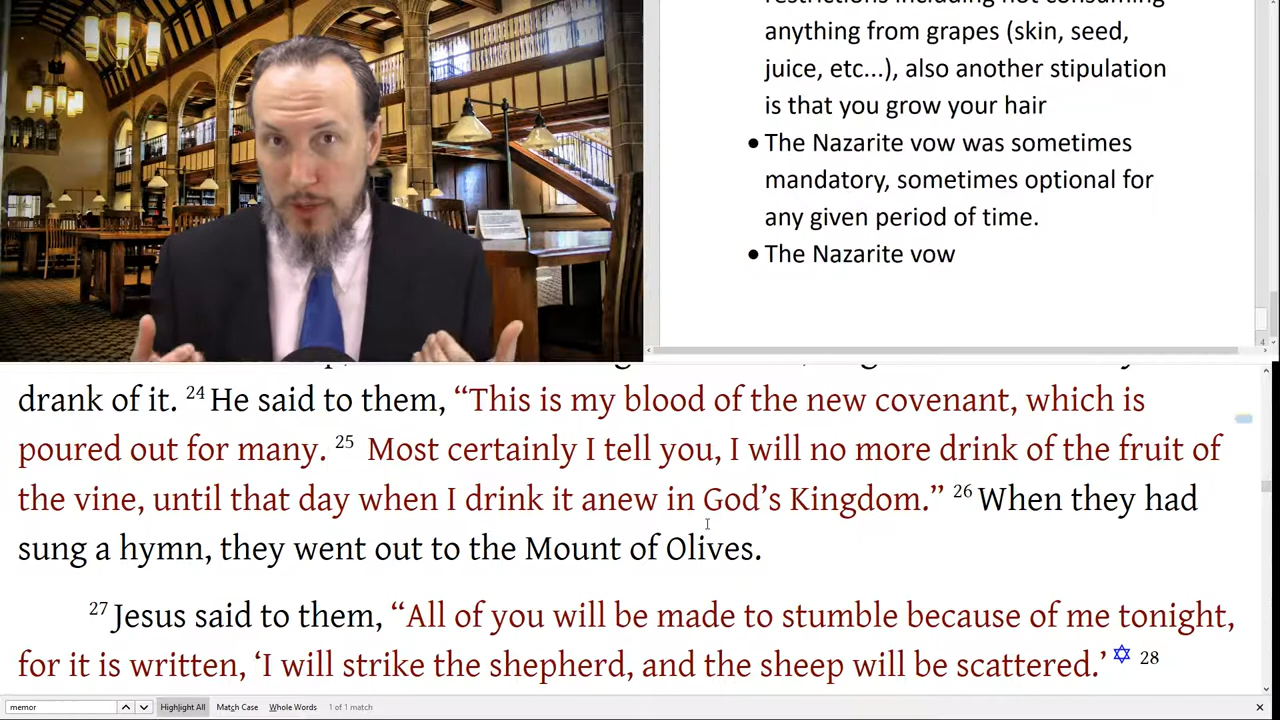 restrictions including not consuming
anything from grapes (skin, seed,
juice, etc...), also another stipulation
is that you grow your hair
• The Nazarite vow was sometimes
mandatory, sometimes optional for
any given period of time.
• The Nazarite vow
4
drank of it. 24 He said to them, “This is my blood of the new covenant, which is
poured out for many. 25 Most certainly I tell you, I will no more drink of the fruit of
the vine, until that day when I drink it anew in God’s Kingdom.” 26 When they had
sung a hymn, they went out to the Mount of Olives.
27 Jesus said to them, “All of you will be made to stumble because of me tonight,
for it is written, ‘I will strike the shepherd, and the sheep will be scattered.’ ✡ 28
memor
Highlight All
Match Case
Whole Words
1 of 1 match